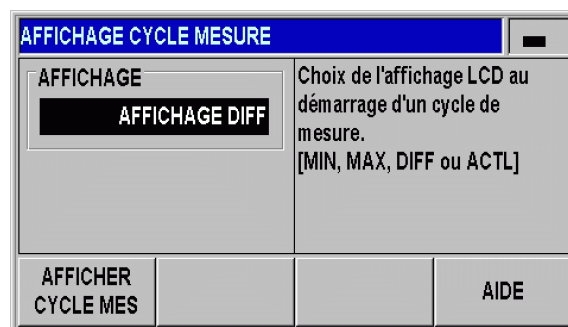 AFFICHAGE CYCLE MESURE
AFFICHAGE
AFFICHAGE DIFF
Choix de l'affichage LCD au
démarrage d'un cycle de
mesure.
[MIN, MAX, DIFF ou ACTL]
AFFICHER
CYCLE MES
AIDE